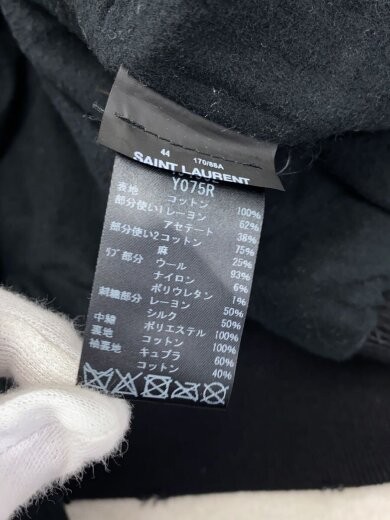 44 170/88A
SAINT LAURENT
Y075R
表地 コットン 100%
部分使い1 レーヨン 62%
アセテート 38%
部分使い2 コットン 75%
麻 25%
ﾘﾌﾞ部分 ウール 93%
ナイロン 6%
ポリウレタン 1%
刺繍部分 レーヨン 50%
シルク 50%
中綿 ポリエステル 100%
裏地 コットン 100%
袖裏地 キュプラ 60%
コットン 40%